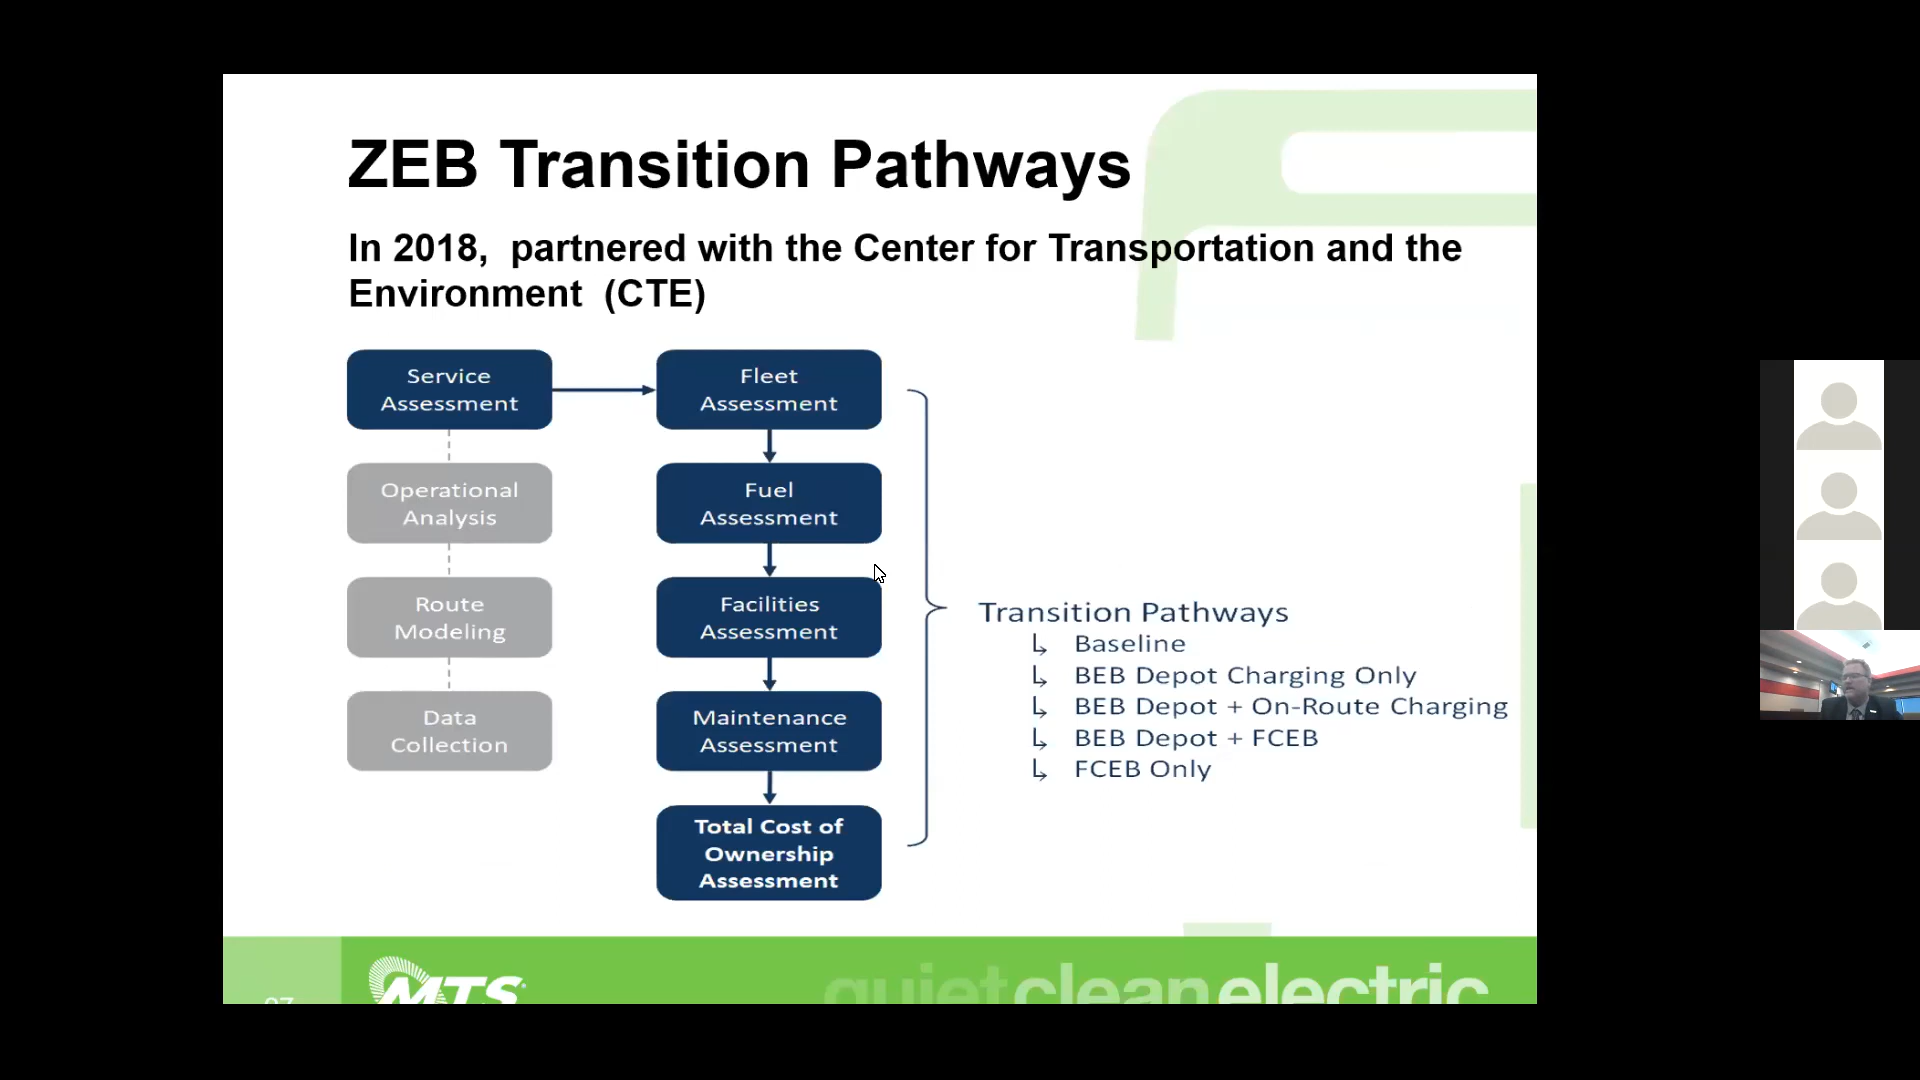 ZEB Transition Pathways
In 2018, partnered with the Center for Transportation and the
Environment (CTE)
Service
Assessment
Operational
Analysis
Route
Modeling
Data
Collection
Fleet
Assessment
Fuel
Assessment
Facilities
Assessment
Maintenance
Assessment
Total Cost of
Ownership
Assessment
Transition Pathways
↳ Baseline
↳ BEB Depot Charging Only
↳ BEB Depot + On-Route Charging
↳ BEB Depot + FCEB
↳ FCEB Only
MTS
quietcleanelectric